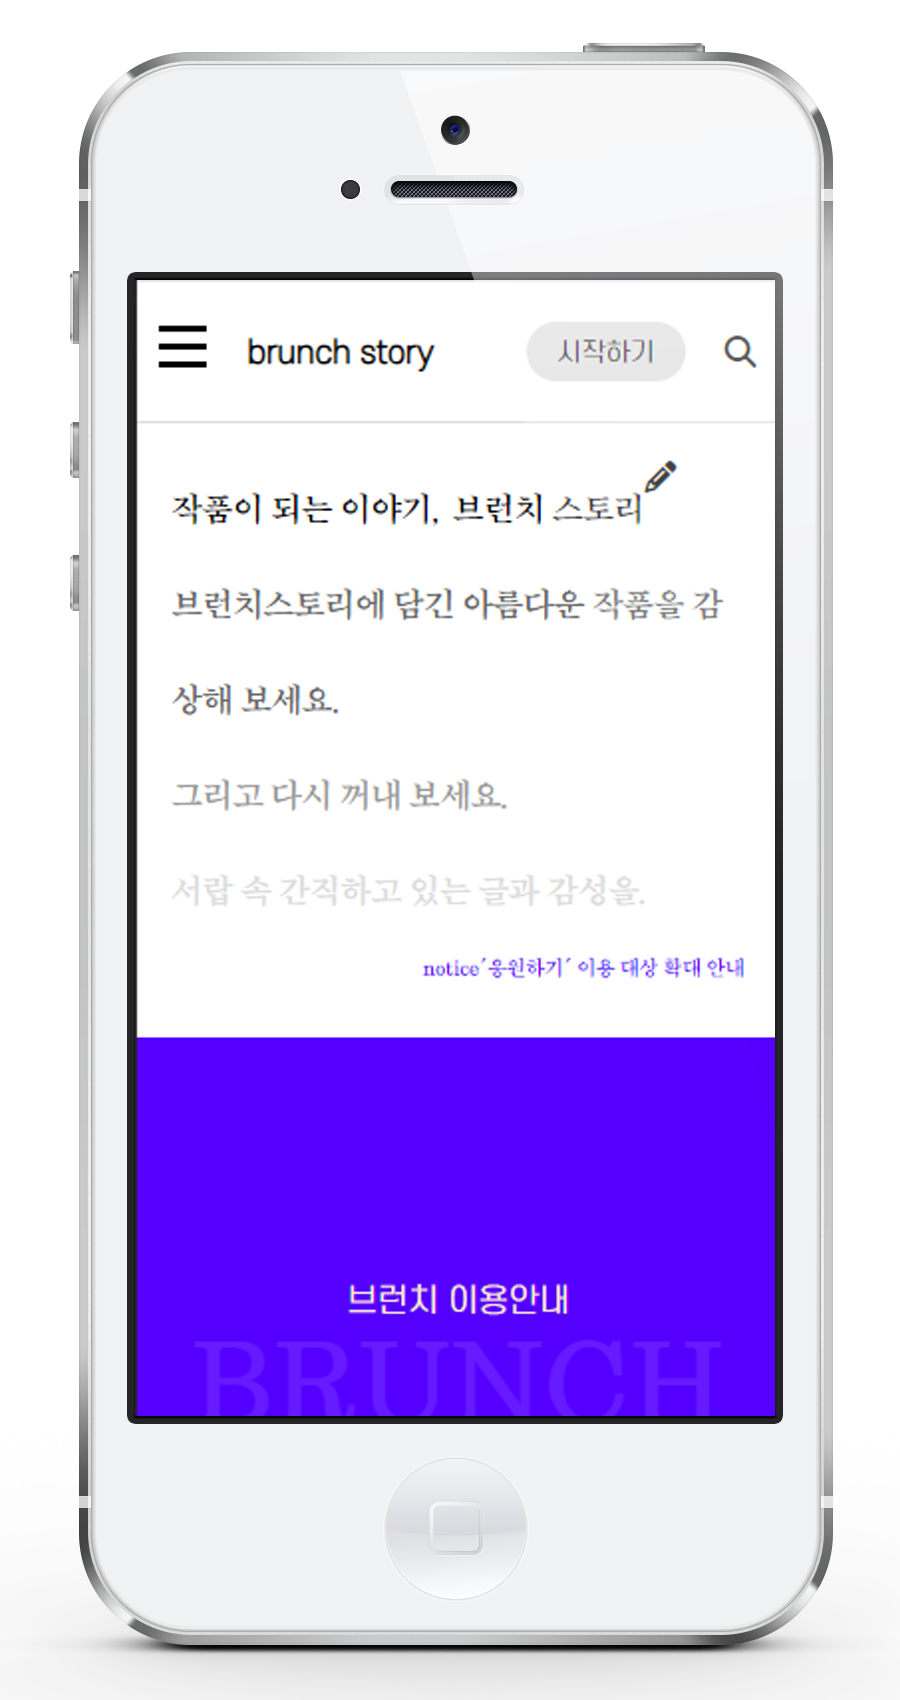 brunch story 시작하기
작품이 되는 이야기, 브런치 스토리
브런치스토리에 담긴 아름다운 작품을 감
상해 보세요.
그리고 다시 꺼내 보세요.
서랍 속 간직하고 있는 글과 감성을.
notice´응원하기´ 이용 대상 확대 안내
브런치 이용안내
BRUNCH